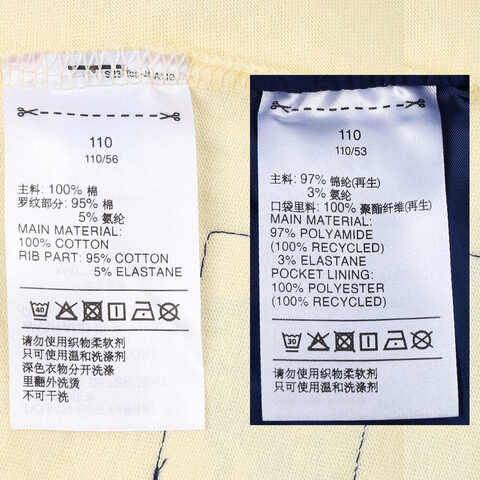 110
110/56
主料: 100% 棉
罗纹部分: 95% 棉
5% 氨纶
MAIN MATERIAL:
100% COTTON
RIB PART: 95% COTTON
5% ELASTANE
40
请勿使用织物柔软剂
只可使用温和洗涤剂
深色衣物分开洗涤
里翻外洗烫
不可干洗
110
110/53
主料: 97% 锦纶(再生)
3% 氨纶
口袋里料: 100% 聚酯纤维(再生)
MAIN MATERIAL:
97% POLYAMIDE
(100% RECYCLED)
3% ELASTANE
POCKET LINING:
100% POLYESTER
(100% RECYCLED)
30
请勿使用织物柔软剂
只可使用温和洗涤剂